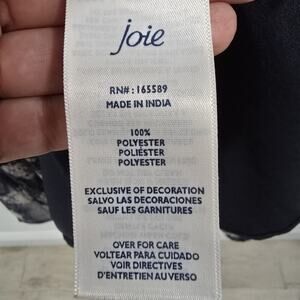 joie
RN#: 165589
MADE IN INDIA
100%
POLYESTER
POLIÉSTER
POLYESTER
EXCLUSIVE OF DECORATION
SALVO LAS DECORACIONES
SAUF LES GARNITURES
OVER FOR CARE
VOLTEAR PARA CUIDADO
VOIR DIRECTIVES
D'ENTRETIEN AU VERSO